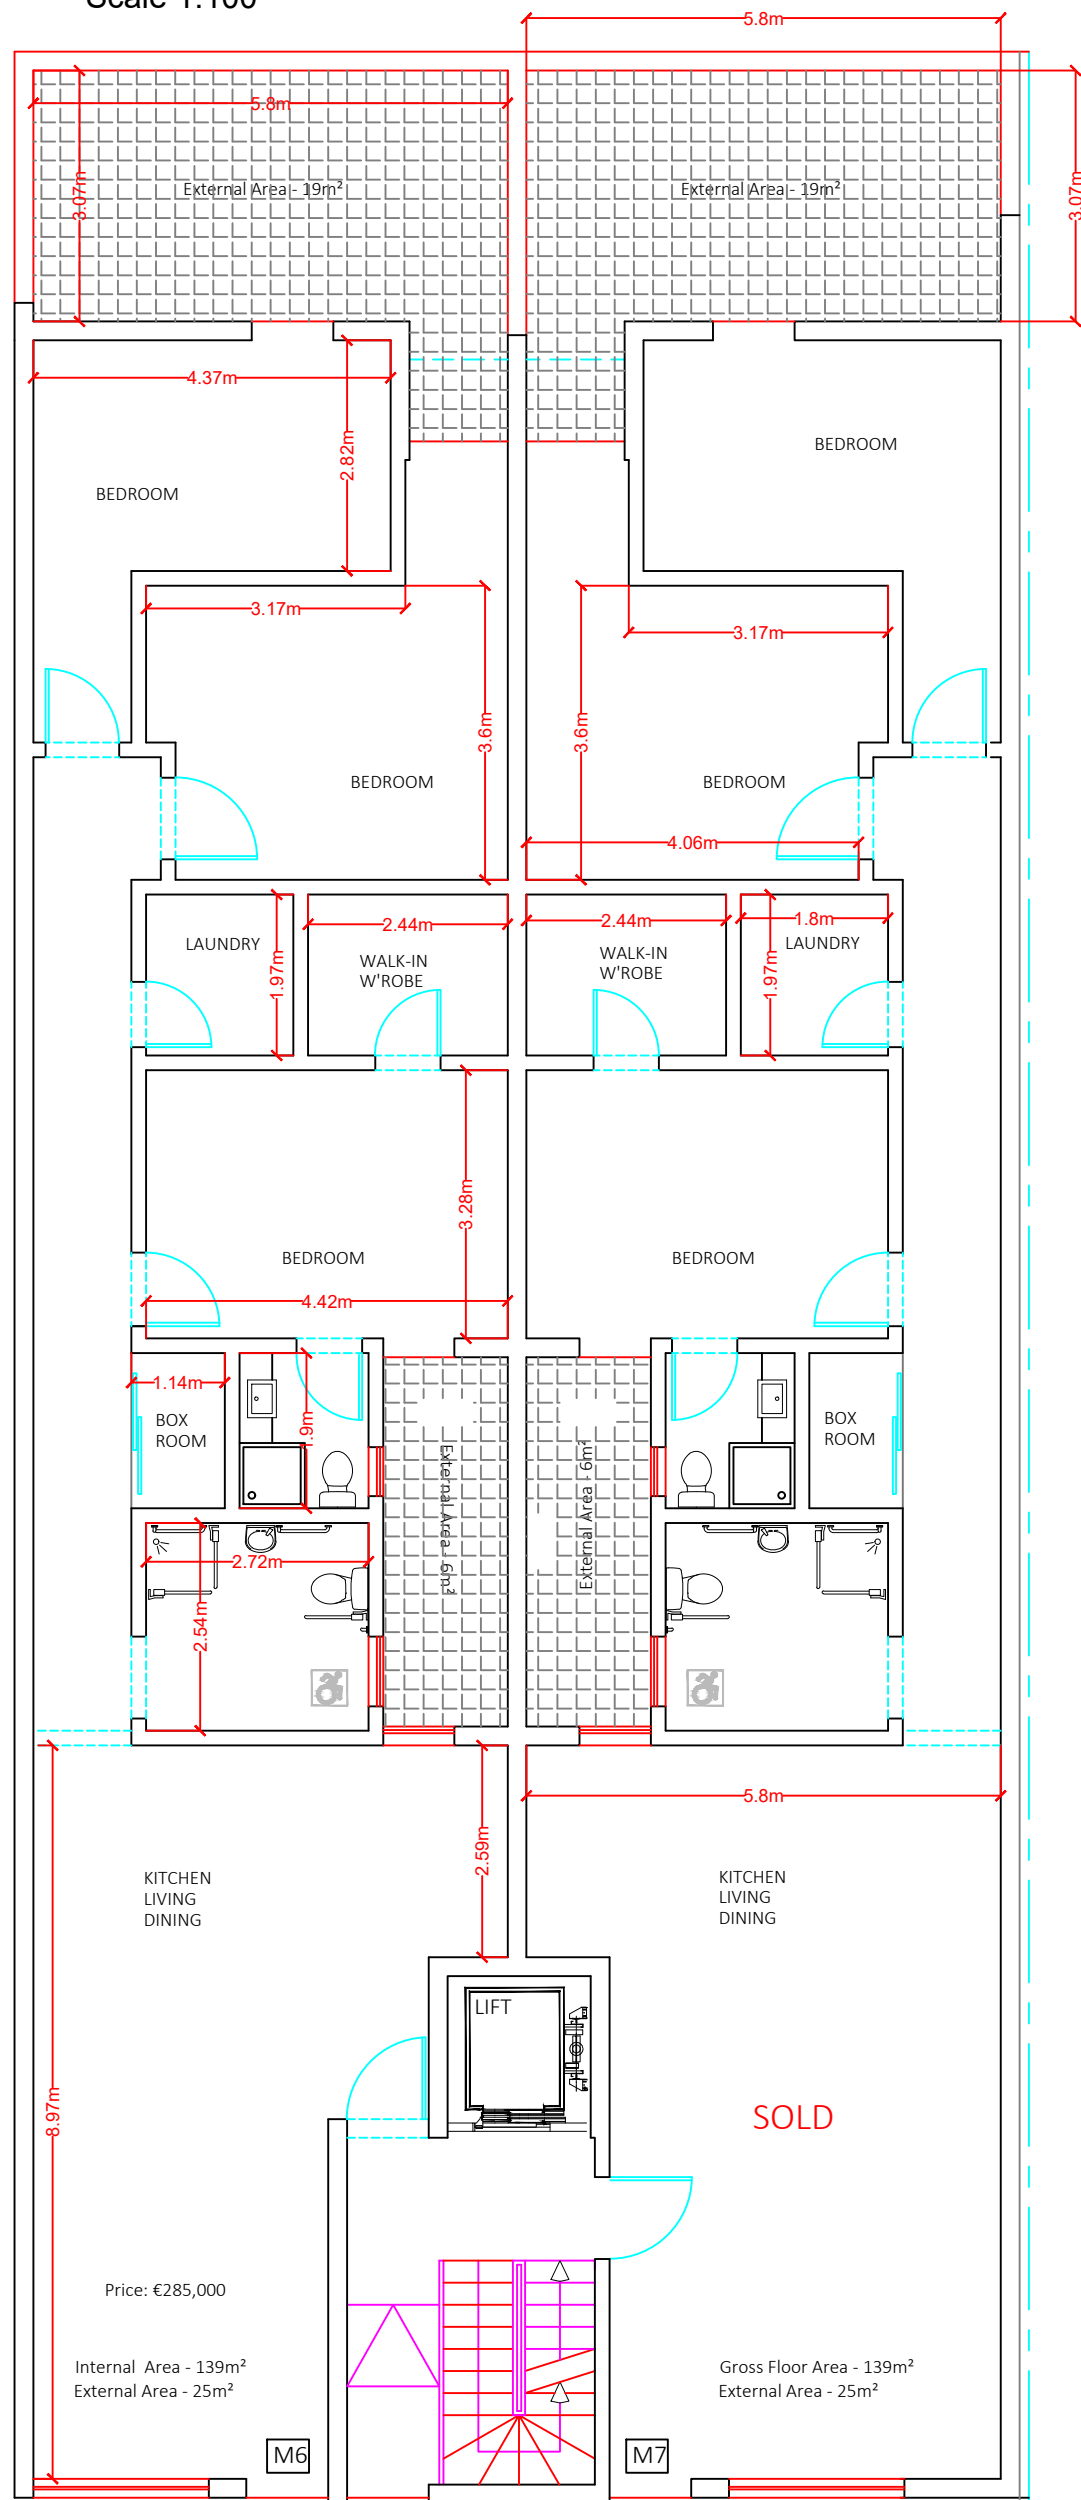 Scale 1:100
5.8m
5.8m
3.07m
3.07m
External Area - 19m²
External Area - 19m²
4.37m
2.82m
BEDROOM
BEDROOM
3.17m
3.17m
3.6m
3.6m
BEDROOM
BEDROOM
4.06m
2.44m
2.44m
1.8m
LAUNDRY
1.97m
WALK-IN
W'ROBE
WALK-IN
W'ROBE
1.97m
LAUNDRY
3.28m
BEDROOM
BEDROOM
4.42m
1.14m
BOX
ROOM
1.9m
External Area - 6m²
External Area - 6m²
BOX
ROOM
2.72m
2.54m
2.59m
5.8m
KITCHEN
LIVING
DINING
KITCHEN
LIVING
DINING
LIFT
8.97m
SOLD
Price: €285,000
Internal Area - 139m²
External Area - 25m²
Gross Floor Area - 139m²
External Area - 25m²
M6
M7